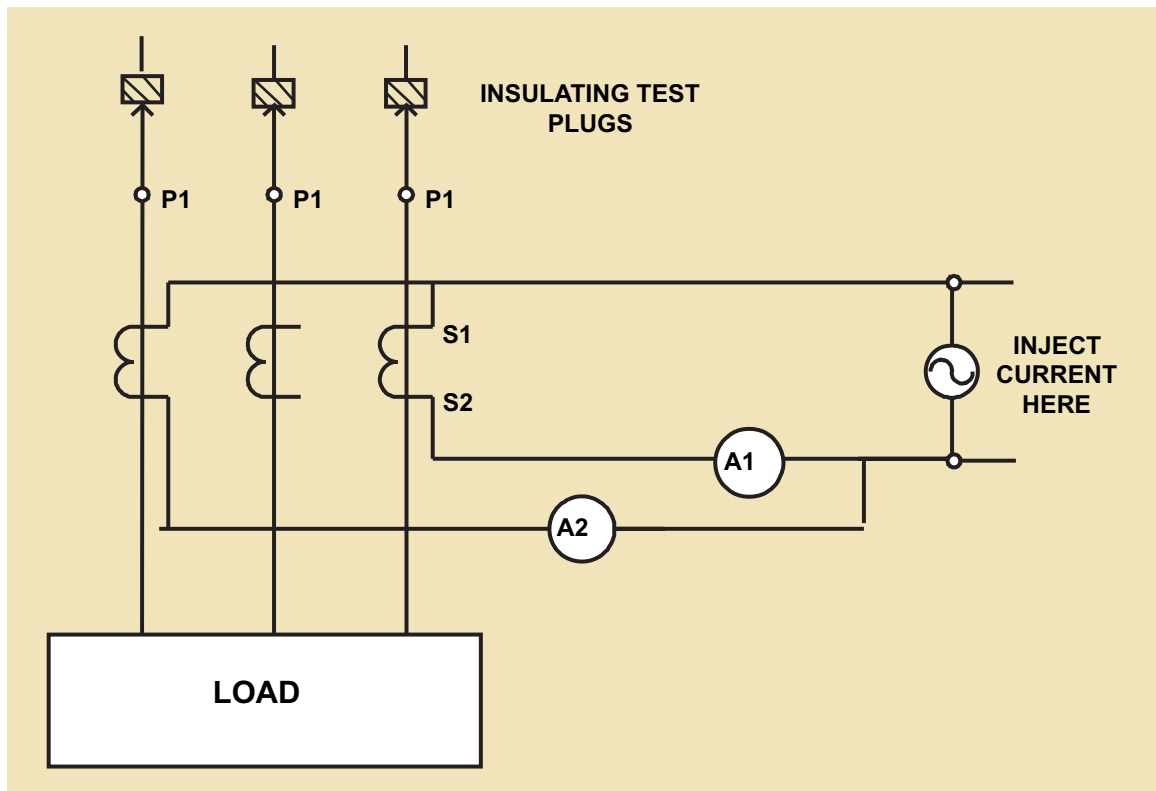 INSULATING TEST
PLUGS
P1
P1
P1
S1
S2
INJECT
CURRENT
HERE
A1
A2
LOAD